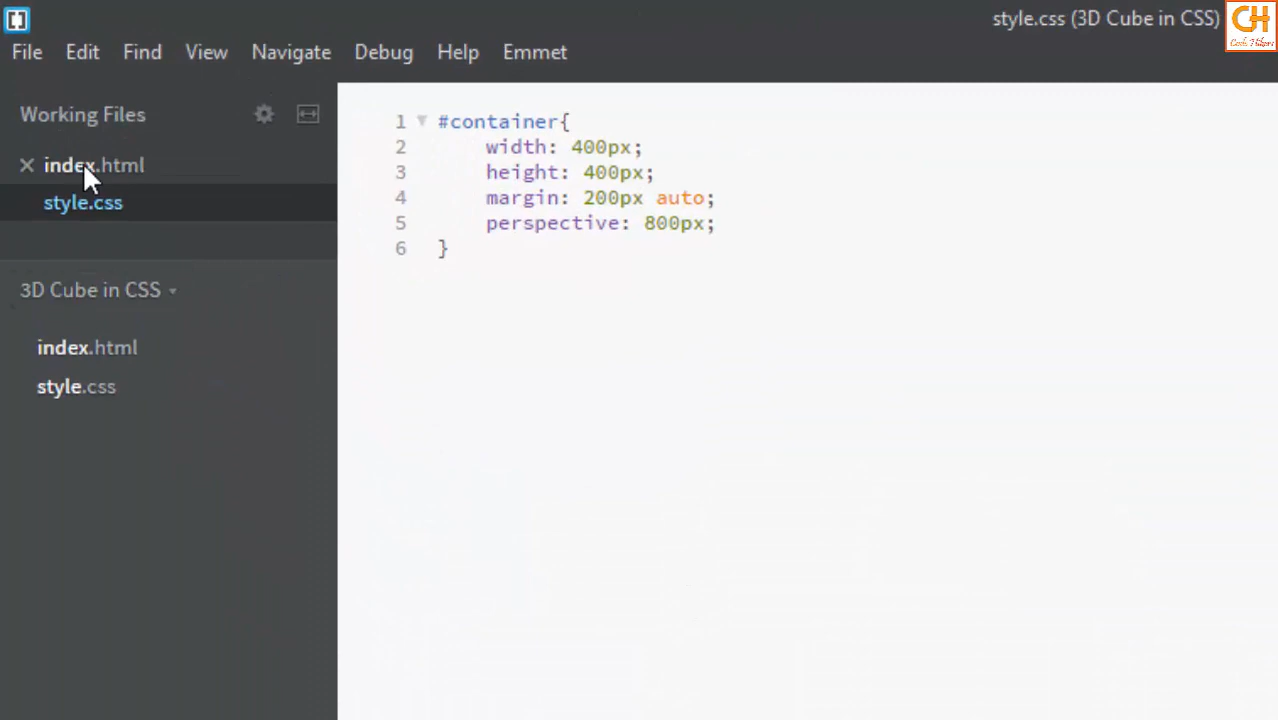 style.css (3D Cube in CSS)
CH
Code Hikers
File Edit Find View Navigate Debug Help Emmet
Working Files
index.html
style.css
3D Cube in CSS
index.html
style.css
1 #container{
2 width: 400px;
3 height: 400px;
4 margin: 200px auto;
5 perspective: 800px;
6 }